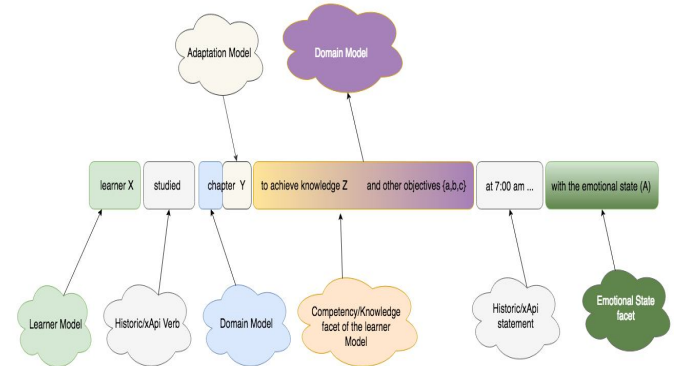 Adaptation Model
Domain Model
learner X
studied
chapter Y
to achieve knowledge Z and other objectives {a,b,c}
at 7:00 am ...
with the emotional state (A)
Learner Model
Historic/xApi Verb
Domain Model
Competency/Knowledge
facet of the learner
Model
Historic/xApi
statement
Emotional State
facet